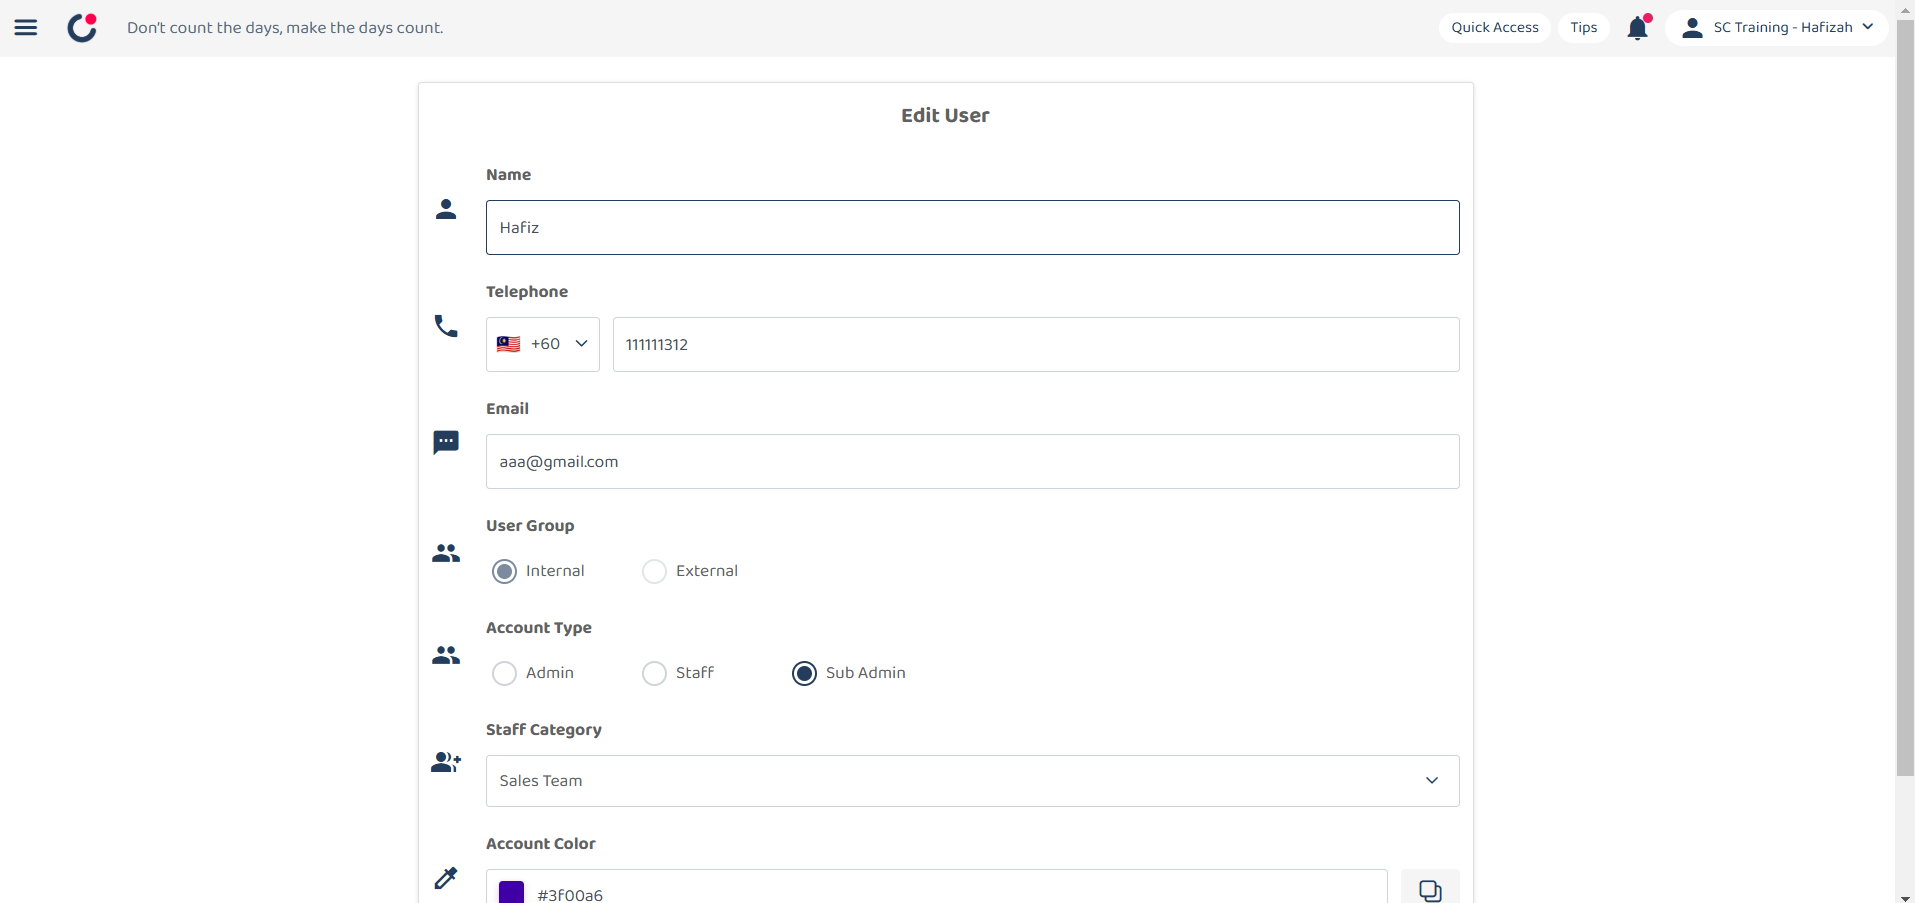 Don't count the days, make the days count.
Quick Access
Tips
SC Training - Hafizah
Edit User
Name
Hafiz
Telephone
+60
111111312
Email
aaa@gmail.com
User Group
Internal
External
Account Type
Admin
Staff
Sub Admin
Staff Category
Sales Team
Account Color
#3f00a6